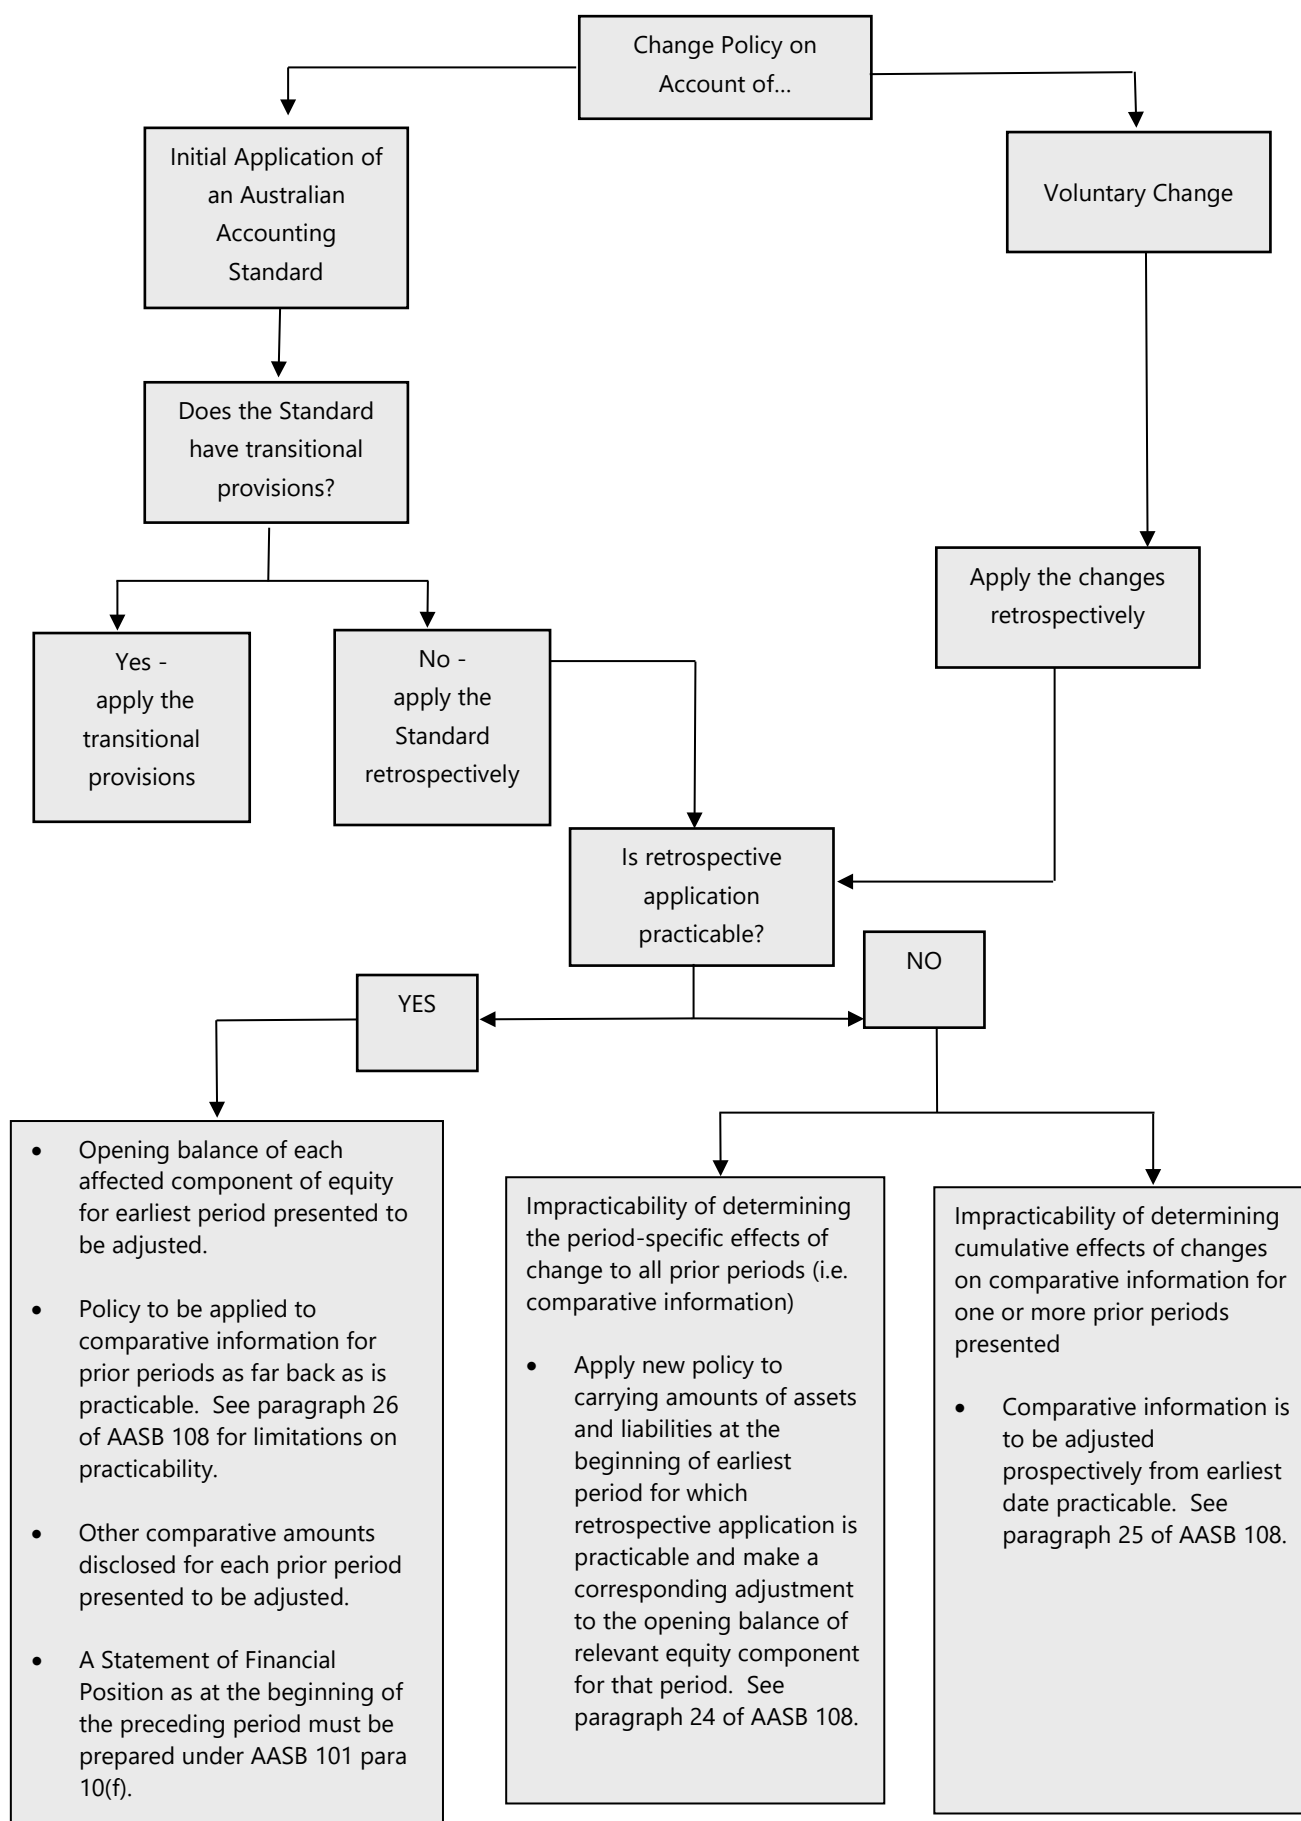 Change Policy on
Account of...
Initial Application of
an Australian
Accounting
Standard
Voluntary Change
Does the Standard
have transitional
provisions?
Apply the changes
retrospectively
Yes -
apply the
transitional
provisions
No -
apply the
Standard
retrospectively
Is retrospective
application
practicable?
NO
YES
• Opening balance of each
affected component of equity
for earliest period presented to
be adjusted.
• Policy to be applied to
comparative information for
prior periods as far back as is
practicable.  See paragraph 26
of AASB 108 for limitations on
practicability.
• Other comparative amounts
disclosed for each prior period
presented to be adjusted.
• A Statement of Financial
Position as at the beginning of
the preceding period must be
prepared under AASB 101 para
10(f).
Impracticability of determining
the period-specific effects of
change to all prior periods (i.e.
comparative information)
• Apply new policy to
carrying amounts of assets
and liabilities at the
beginning of earliest
period for which
retrospective application is
practicable and make a
corresponding adjustment
to the opening balance of
relevant equity component
for that period.  See
paragraph 24 of AASB 108.
Impracticability of determining
cumulative effects of changes
on comparative information for
one or more prior periods
presented
• Comparative information is
to be adjusted
prospectively from earliest
date practicable.  See
paragraph 25 of AASB 108.